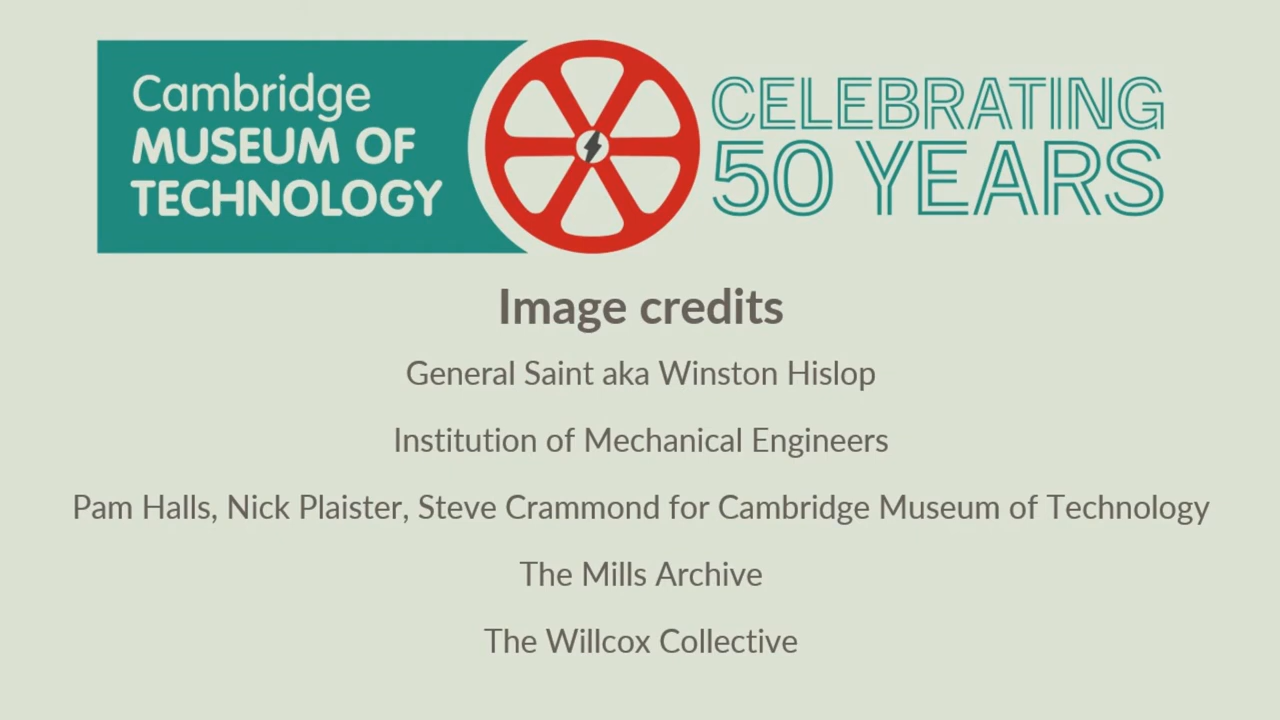 Cambridge
MUSEUM OF
TECHNOLOGY
CELEBRATING
50 YEARS
Image credits
General Saint aka Winston Hislop
Institution of Mechanical Engineers
Pam Halls, Nick Plaister, Steve Crammond for Cambridge Museum of Technology
The Mills Archive
The Willcox Collective